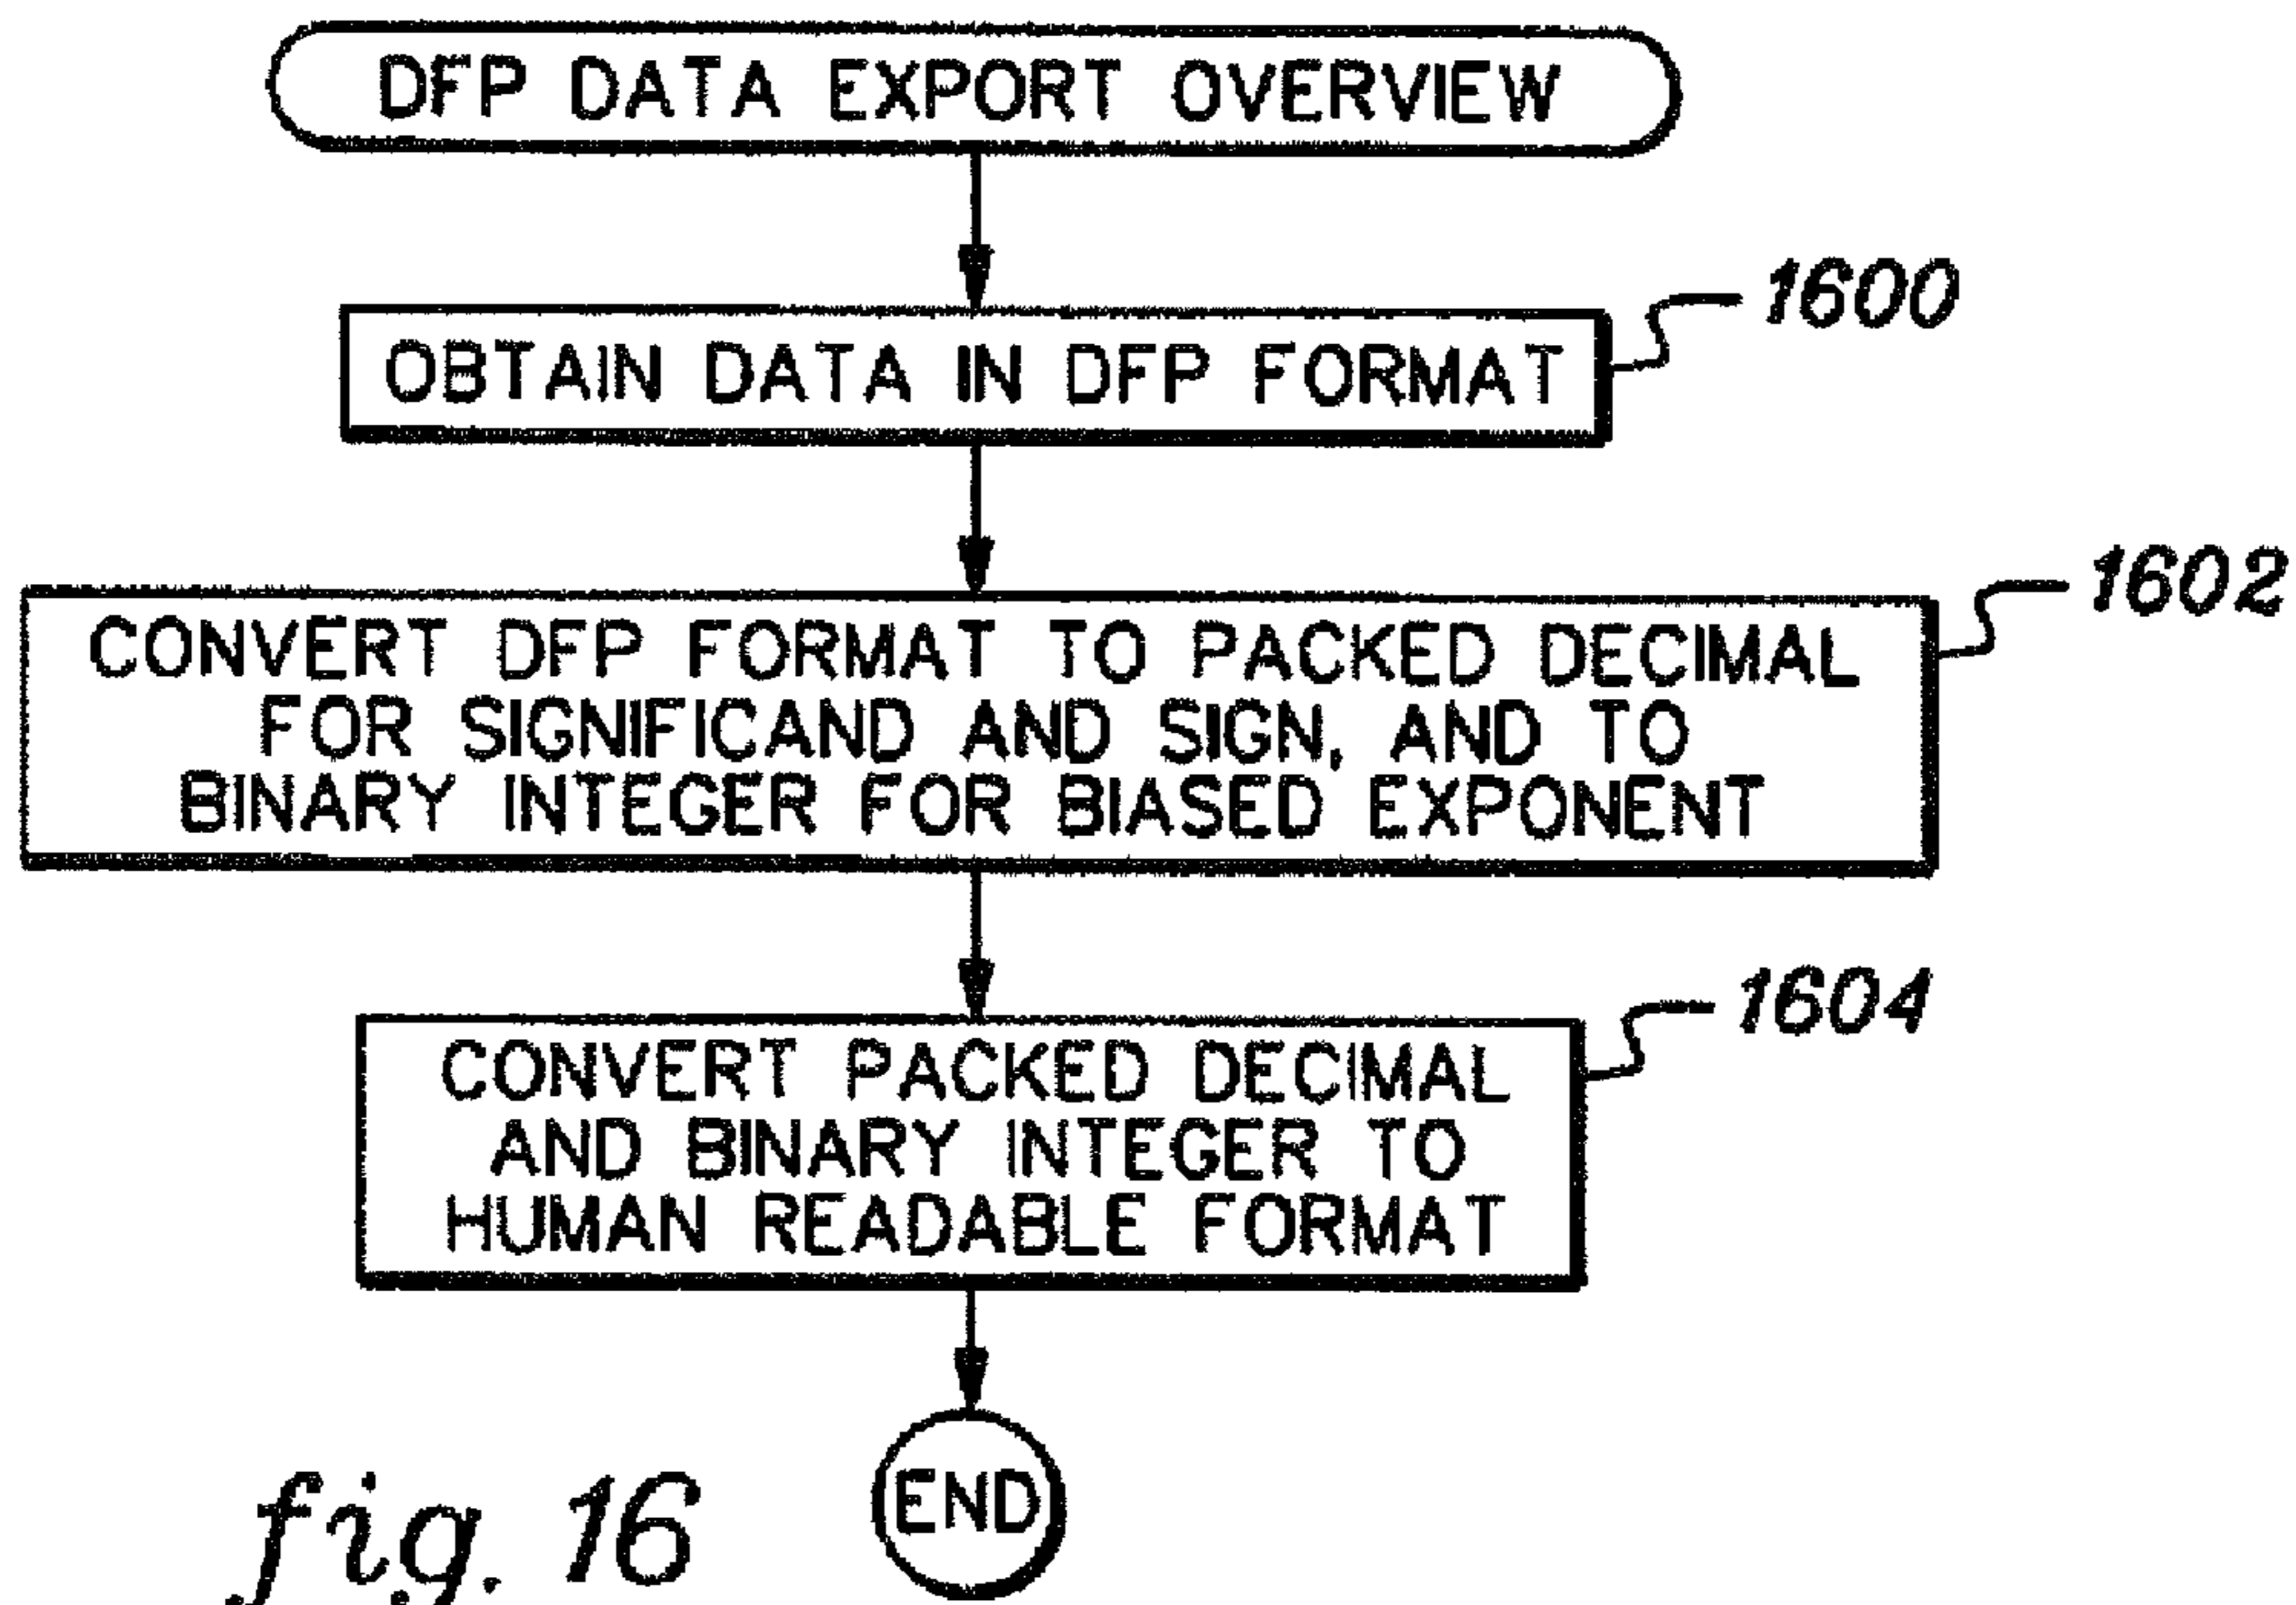 DFP DATA EXPORT OVERVIEW
1600
OBTAIN DATA IN DFP FORMAT
1602
CONVERT DFP FORMAT TO PACKED DECIMAL
FOR SIGNIFICAND AND SIGN, AND TO
BINARY INTEGER FOR BIASED EXPONENT
1604
CONVERT PACKED DECIMAL
AND BINARY INTEGER TO
HUMAN READABLE FORMAT
END
fig. 16